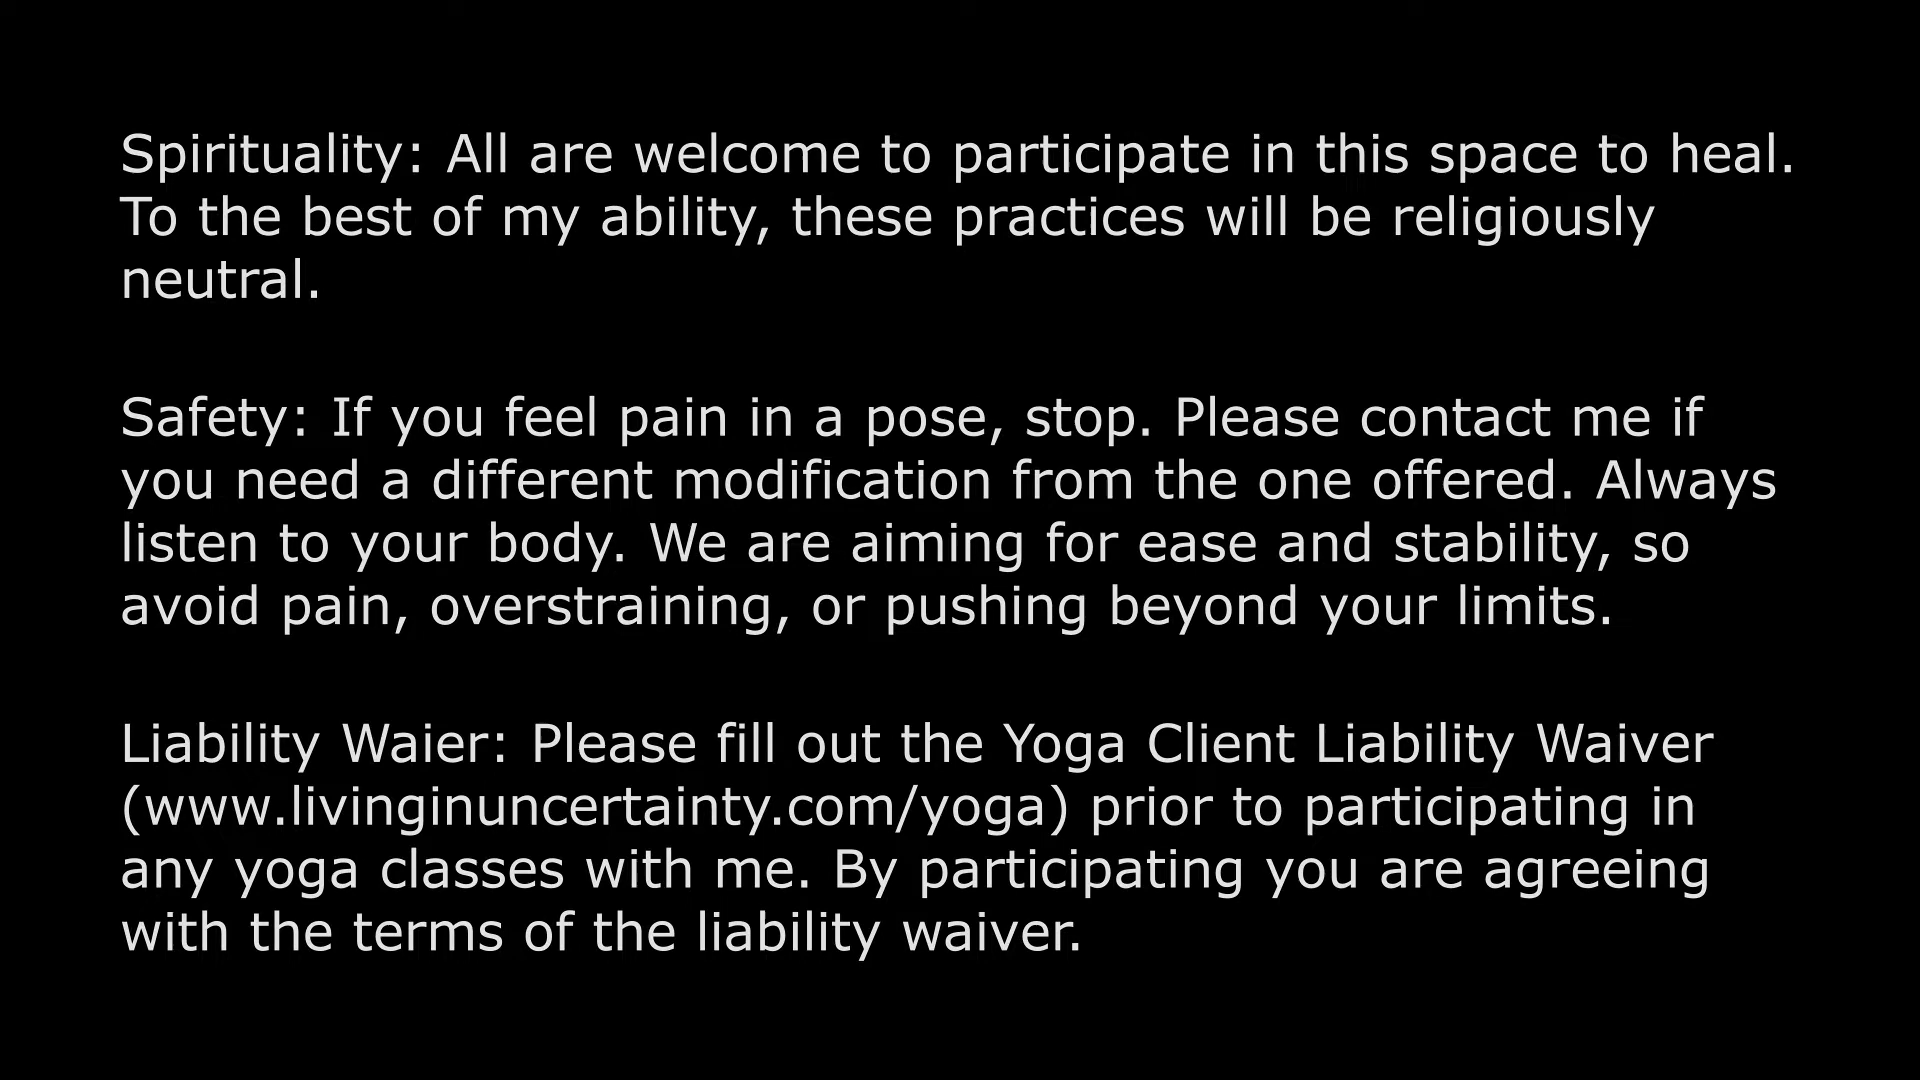 Spirituality: All are welcome to participate in this space to heal.
To the best of my ability, these practices will be religiously
neutral.
Safety: If you feel pain in a pose, stop. Please contact me if
you need a different modification from the one offered. Always
listen to your body. We are aiming for ease and stability, so
avoid pain, overstraining, or pushing beyond your limits.
Liability Waier: Please fill out the Yoga Client Liability Waiver
(www.livinginuncertainty.com/yoga) prior to participating in
any yoga classes with me. By participating you are agreeing
with the terms of the liability waiver.